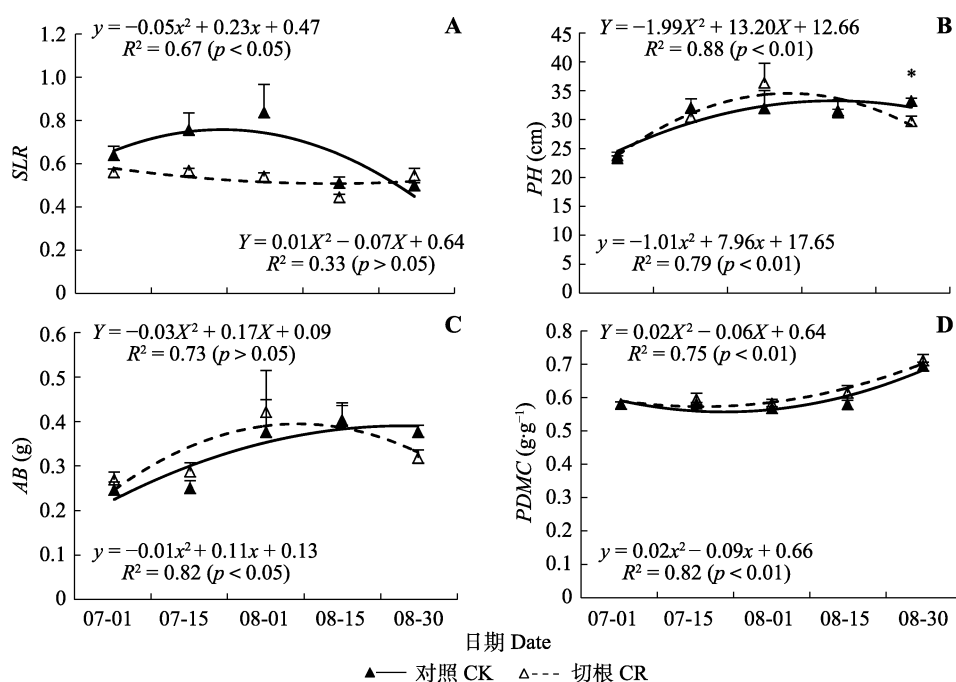 y = −0.05x² + 0.23x + 0.47
R² = 0.67 (p < 0.05)
A
1.2
1.0
0.8
0.6
0.4
0.2
0
SLR
Y = 0.01X² − 0.07X + 0.64
R² = 0.33 (p > 0.05)
Y = −1.99X² + 13.20X + 12.66
R² = 0.88 (p < 0.01)
B
*
45
40
35
30
25
20
15
10
5
0
PH (cm)
y = −1.01x² + 7.96x + 17.65
R² = 0.79 (p < 0.01)
Y = −0.03X² + 0.17X + 0.09
R² = 0.73 (p > 0.05)
C
0.6
0.5
0.4
0.3
0.2
0.1
0
AB (g)
y = −0.01x² + 0.11x + 0.13
R² = 0.82 (p < 0.05)
07-01 07-15 08-01 08-15 08-30
Y = 0.02X² − 0.06X + 0.64
R² = 0.75 (p < 0.01)
D
0.8
0.7
0.6
0.5
0.4
0.3
0.2
0.1
0
PDMC (g·g⁻¹)
y = 0.02x² − 0.09x + 0.66
R² = 0.82 (p < 0.01)
07-01 07-15 08-01 08-15 08-30
日期 Date
对照 CK 切根 CR